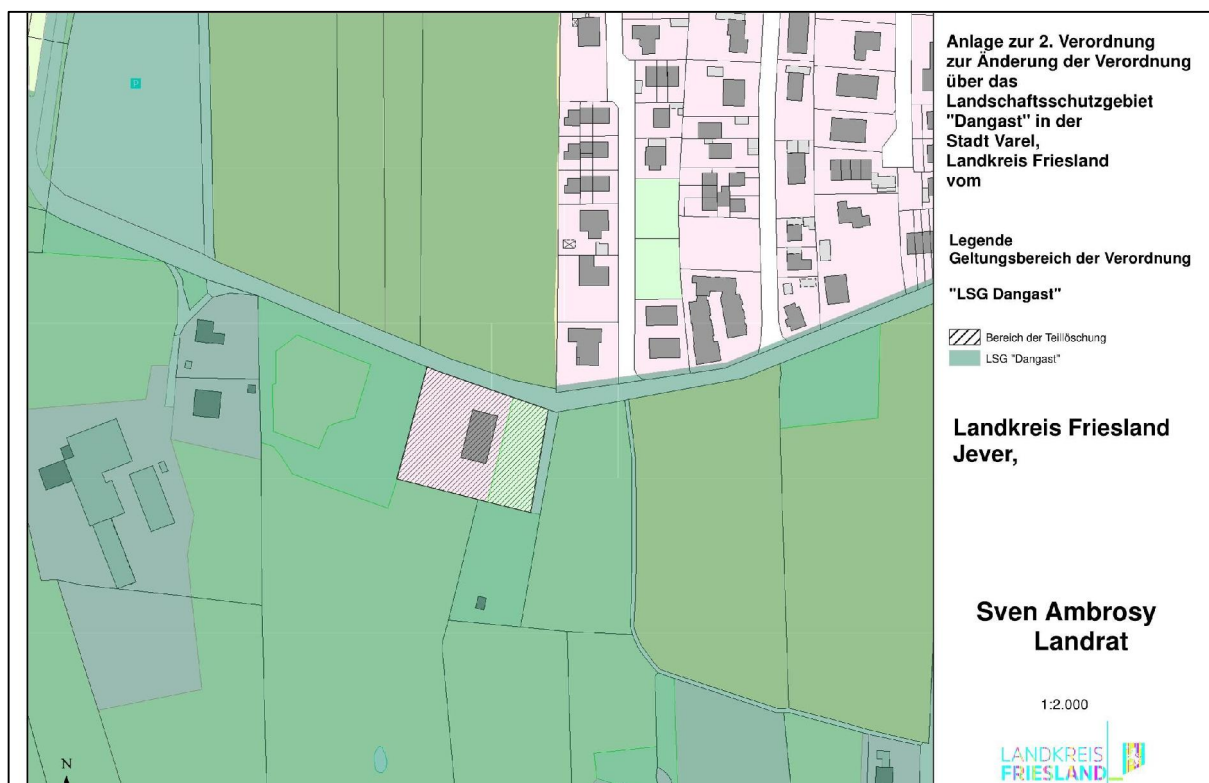 Anlage zur 2. Verordnung
zur Änderung der Verordnung
über das
Landschaftsschutzgebiet
"Dangast" in der
Stadt Varel,
Landkreis Friesland
vom
Legende
Geltungsbereich der Verordnung
"LSG Dangast"
Bereich der Teillöschung
LSG "Dangast"
Landkreis Friesland
Jever,
Sven Ambrosy
Landrat
1:2.000
LANDKREIS
FRIESLAND
P
N